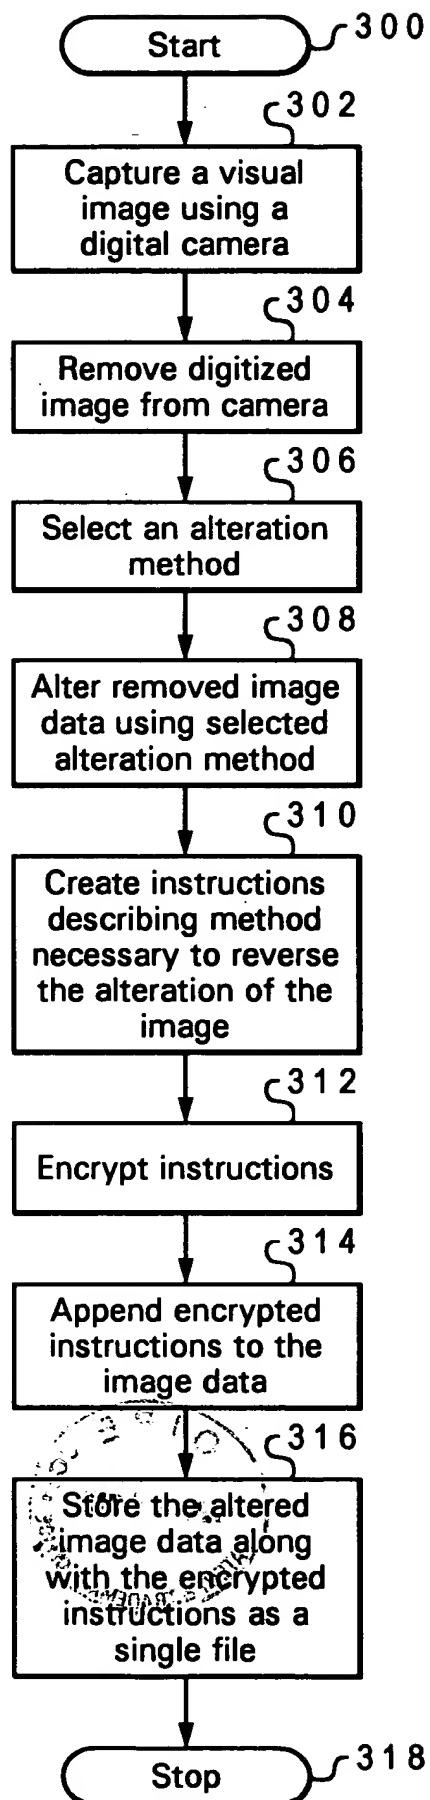 Start
300
302
Capture a visual
image using a
digital camera
304
Remove digitized
image from camera
306
Select an alteration
method
308
Alter removed image
data using selected
alteration method
310
Create instructions
describing method
necessary to reverse
the alteration of the
image
312
Encrypt instructions
314
Append encrypted
instructions to the
image data
316
Store the altered
image data along
with the encrypted
instructions as a
single file
Stop
318